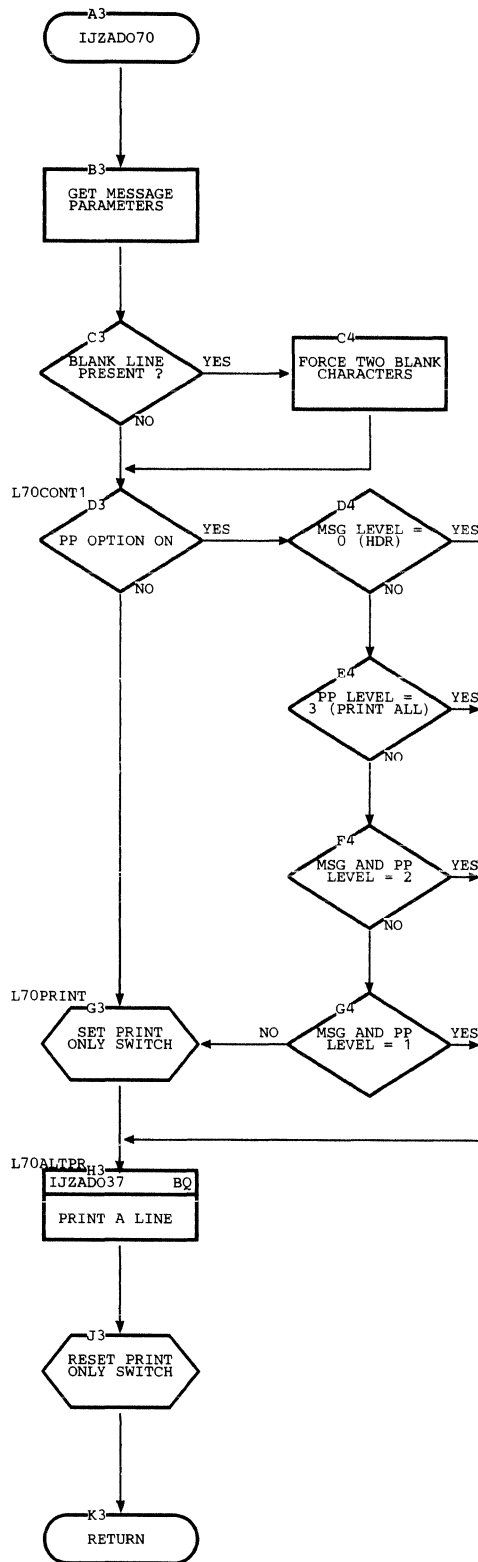 A3
IJZADO70
B3
GET MESSAGE
PARAMETERS
C3
BLANK LINE
PRESENT ?
YES
NO
C4
FORCE TWO BLANK
CHARACTERS
L70CONT1
D3
PP OPTION ON
YES
NO
D4
MSG LEVEL =
0 (HDR)
YES
NO
E4
PP LEVEL =
3 (PRINT ALL)
YES
NO
F4
MSG AND PP
LEVEL = 2
YES
NO
L70PRINT
G3
SET PRINT
ONLY SWITCH
NO
G4
MSG AND PP
LEVEL = 1
YES
L70ALTPR
H3
IJZADO37 BQ
PRINT A LINE
J3
RESET PRINT
ONLY SWITCH
K3
RETURN